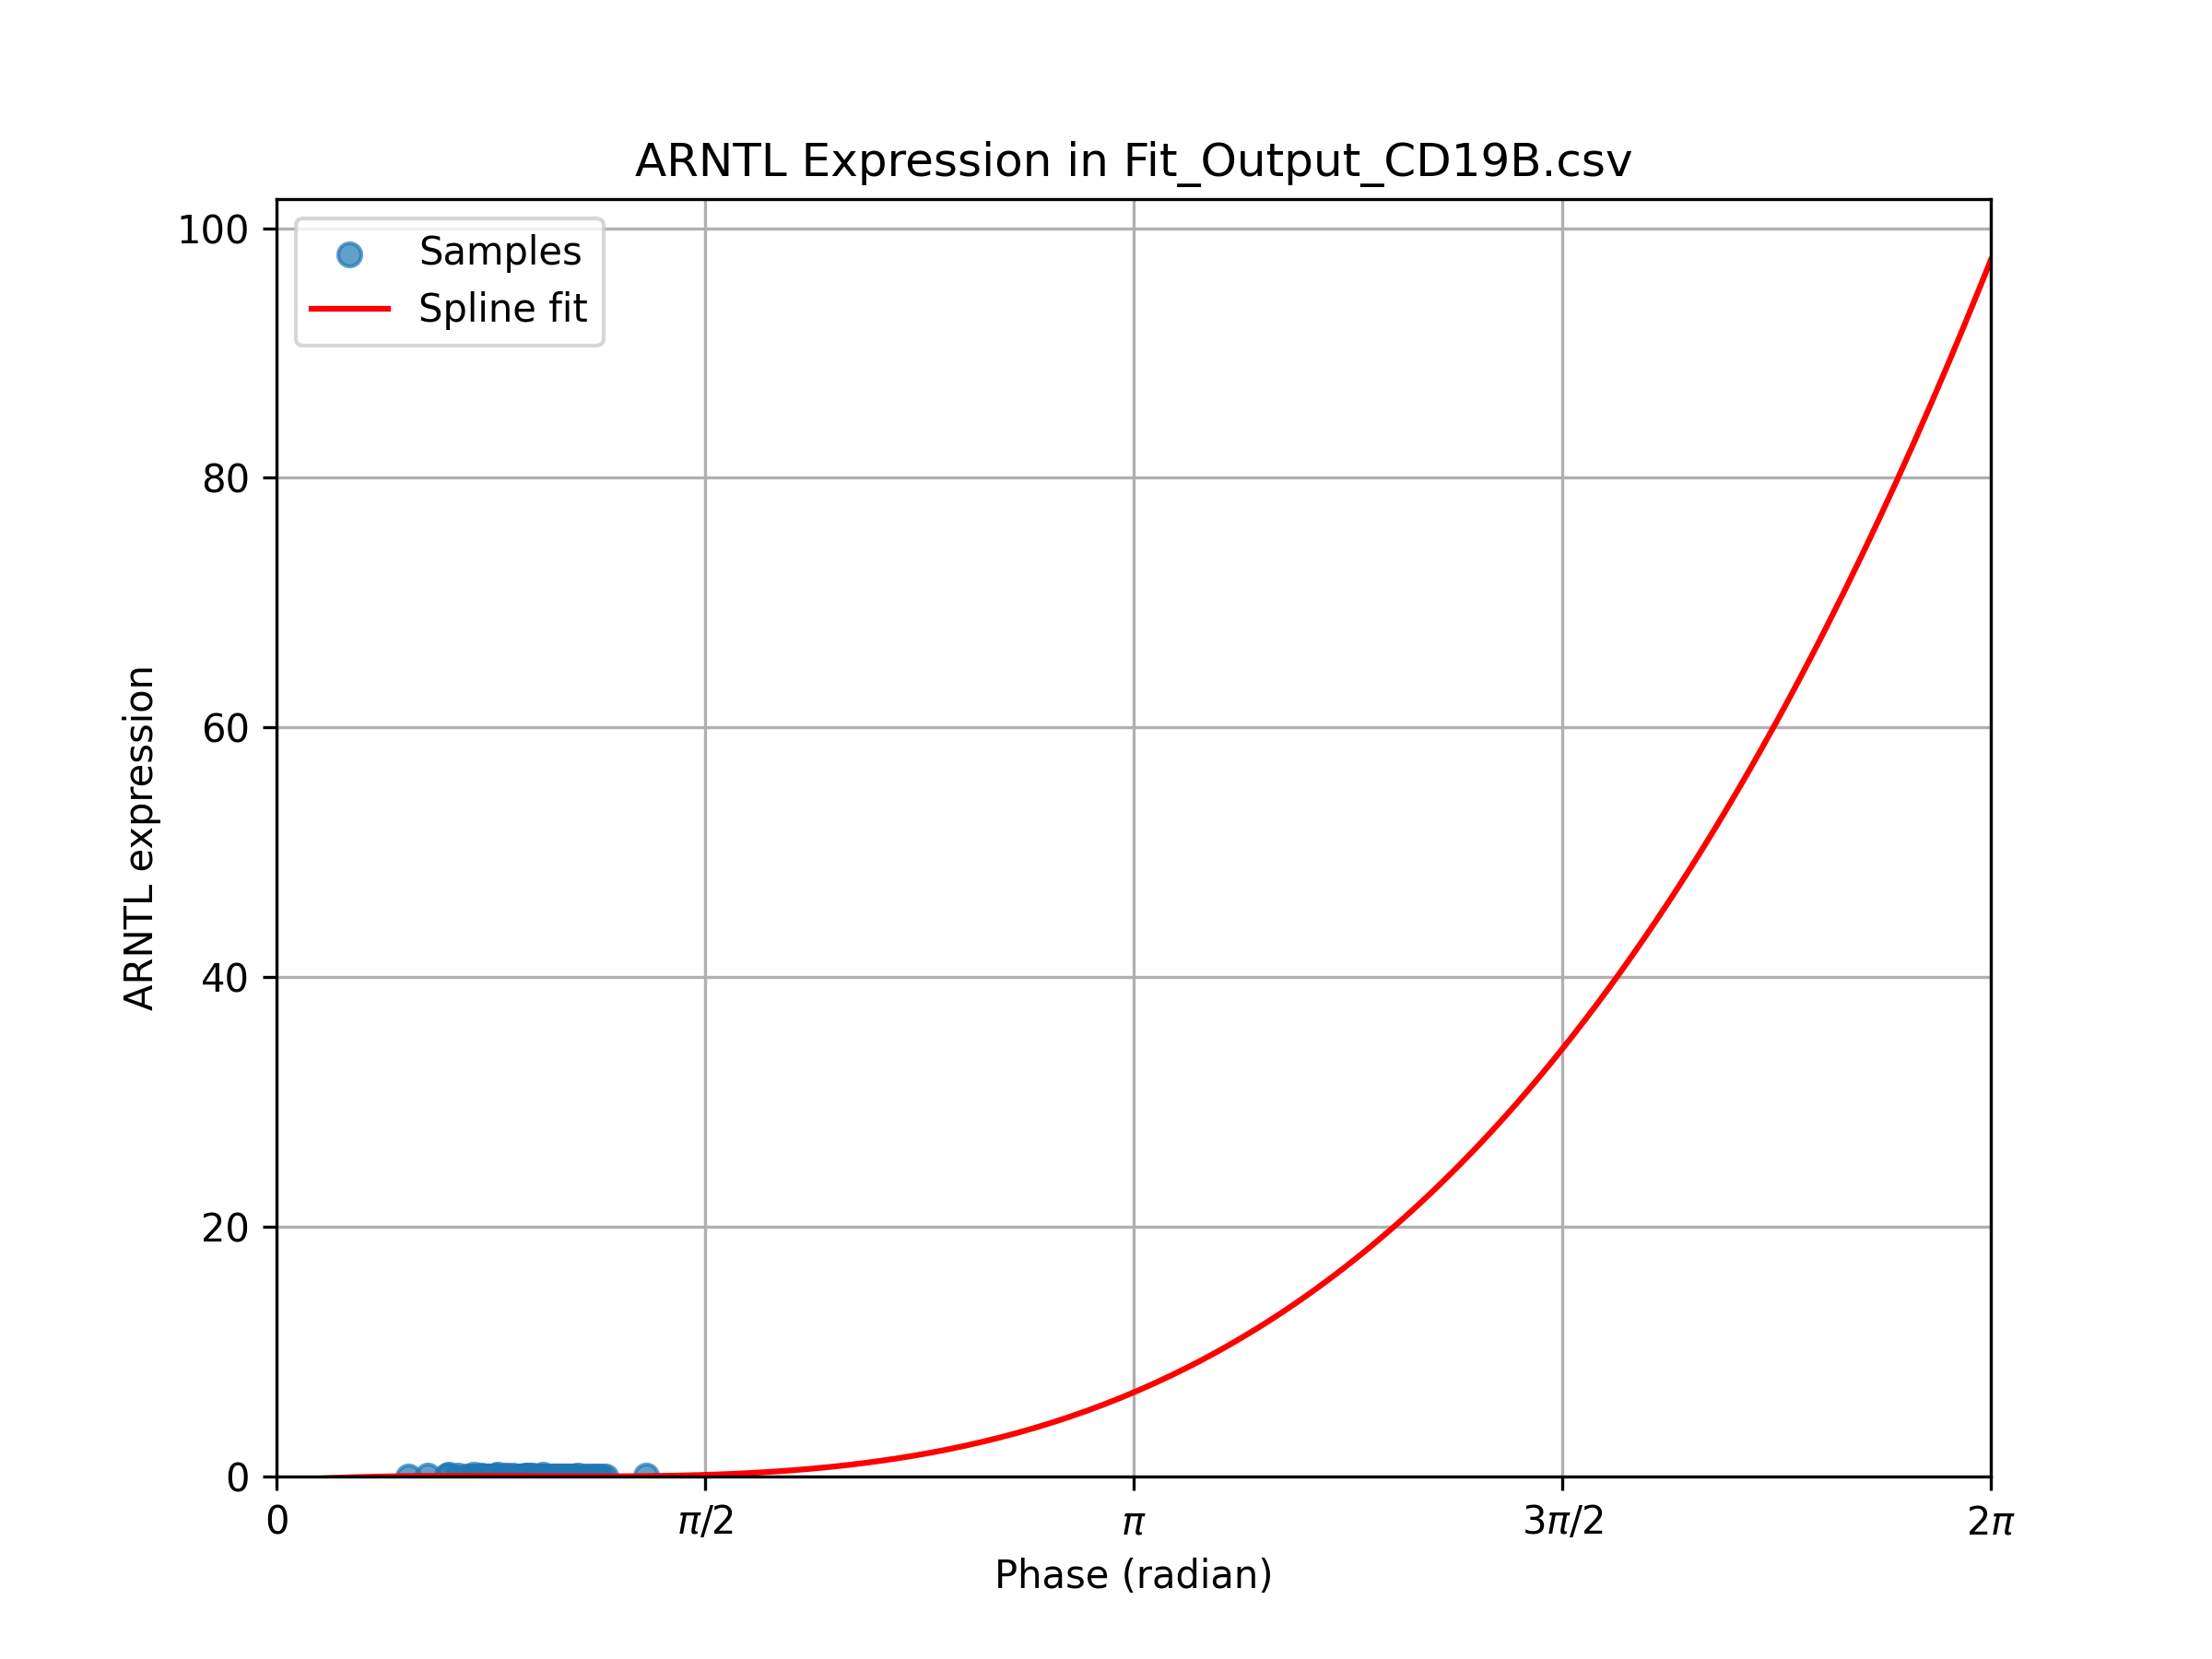 ARNTL Expression in Fit_Output_CD19B.csv
Samples
Spline fit
100
80
60
40
20
0
ARNTL expression
0
π/2
π
3π/2
2π
Phase (radian)